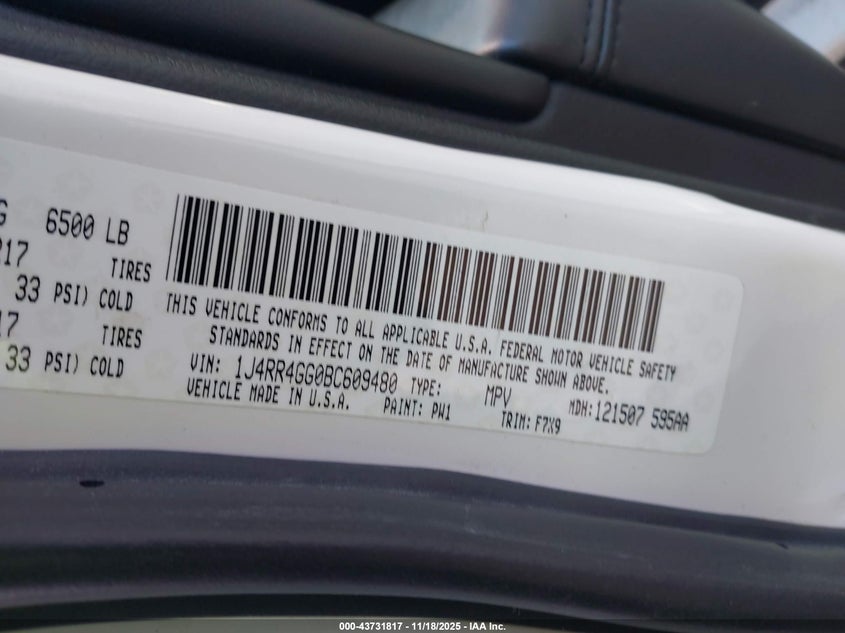 G 6500 LB
R17 TIRES
33 PSI) COLD
17 TIRES
33 PSI) COLD
THIS VEHICLE CONFORMS TO ALL APPLICABLE U.S.A. FEDERAL MOTOR VEHICLE SAFETY
STANDARDS IN EFFECT ON THE DATE OF MANUFACTURE SHOWN ABOVE.
VIN: 1J4RR4GG0BC609480 TYPE: MPV MDH:121507 595AA
VEHICLE MADE IN U.S.A. PAINT: PW1 TRIM: F7X9
000-43731817 - 11/18/2025 - IAA Inc.